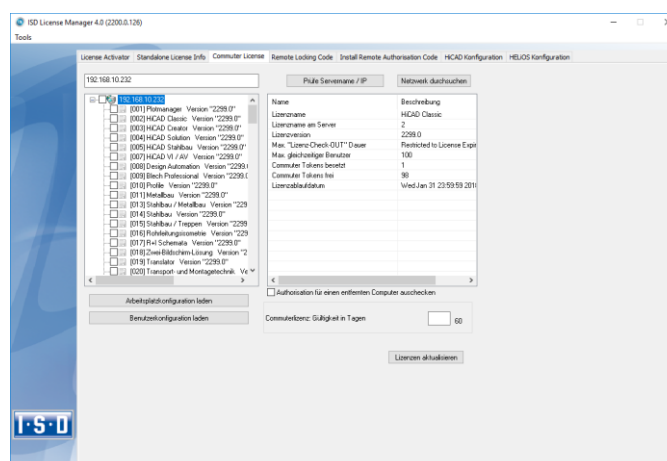 ISD License Manager 4.0 (2200.0.126)
Tools
License Activator Standalone License Info Commuter License Remote Locking Code Install Remote Authorisation Code HiCAD Konfiguration HELiOS Konfiguration
192.168.10.232 Prüfe Servername / IP Netzwerk durchsuchen
192.168.10.232
[001] Plotmanager Version "2299.0"
[002] HiCAD Classic Version "2299.0"
[003] HiCAD Creator Version "2299.0"
[004] HiCAD Solution Version "2299.0"
[005] HiCAD Stahlbau Version "2299.0"
[007] HiCAD VI / AV Version "2299.0"
[008] Design Automation Version "2299.
[009] Blech Professional Version "2299.
[010] Profile Version "2299.0"
[011] Metallbau Version "2299.0"
[013] Stahlbau / Metallbau Version "229
[014] Stahlbau Version "2299.0"
[015] Stahlbau / Treppen Version "2299
[016] Rohrleitungsisometrie Version "229
[017] R+I Schemata Version "2299.0"
[018] Zwei-Bildschirm-Lösung Version "2
[019] Translator Version "2299.0"
[020] Transport- und Montagetechnik Ve
Name Beschreibung
Lizenzname HiCAD Classic
Lizenzname am Server 2
Lizenzversion 2299.0
Max. "Lizenz-Check-OUT" Dauer Restricted to License Expir
Max. gleichzeitiger Benutzer 100
Commuter Tokens besetzt 1
Commuter Tokens frei 98
Lizenzablaufdatum Wed Jan 31 23:59:59 201
Authorisation für einen entfernten Computer auschecken
Arbeitsplatzkonfiguration laden
Benutzerkonfiguration laden
Commuterlizenz: Gültigkeit in Tagen 60
Lizenzen aktualisieren
I·S·D